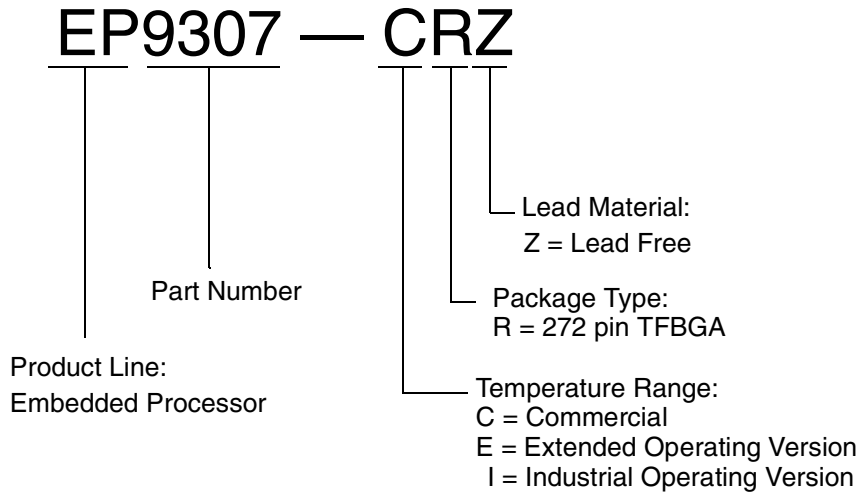 EP9307 — CRZ
Lead Material:
Z = Lead Free
Part Number
Package Type:
R = 272 pin TFBGA
Product Line:
Embedded Processor
Temperature Range:
C = Commercial
E = Extended Operating Version
I = Industrial Operating Version